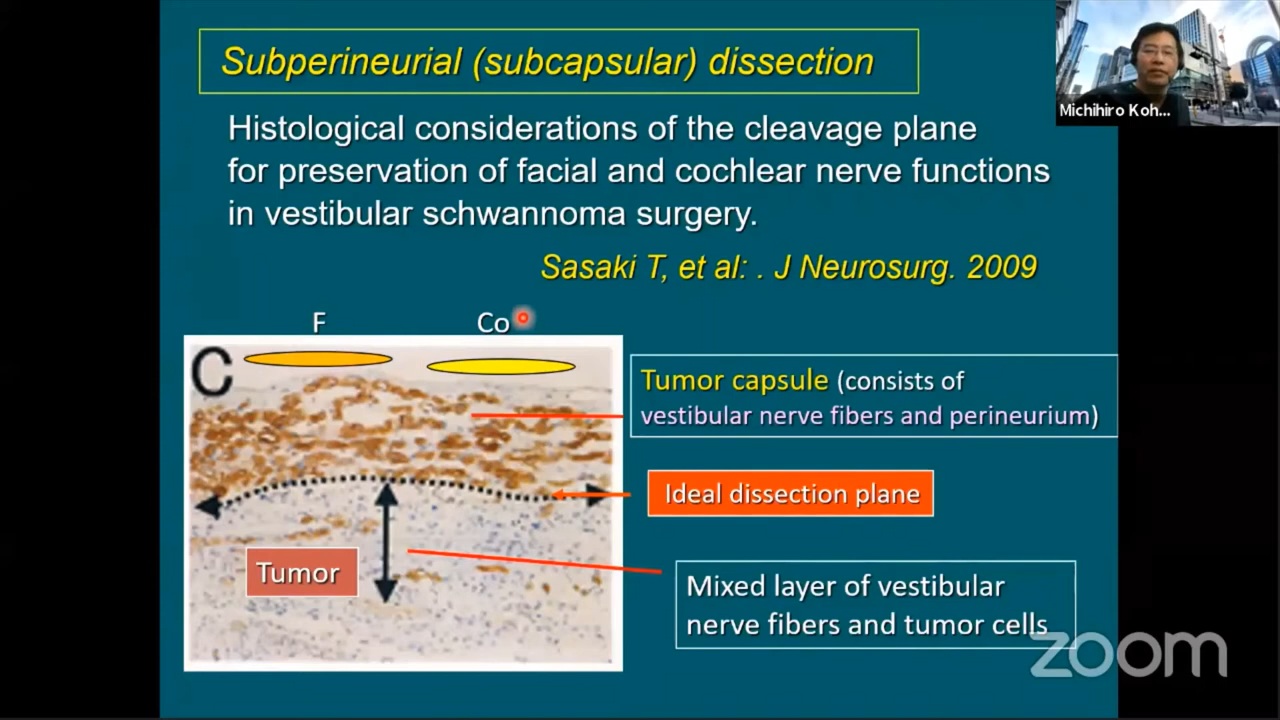 Subperineurial (subcapsular) dissection
Michihiro Koh...
Histological considerations of the cleavage plane
for preservation of facial and cochlear nerve functions
in vestibular schwannoma surgery.
Sasaki T, et al: . J Neurosurg. 2009
F
Co
C
Tumor capsule (consists of
vestibular nerve fibers and perineurium)
Ideal dissection plane
Tumor
Mixed layer of vestibular
nerve fibers and tumor cells
zoom